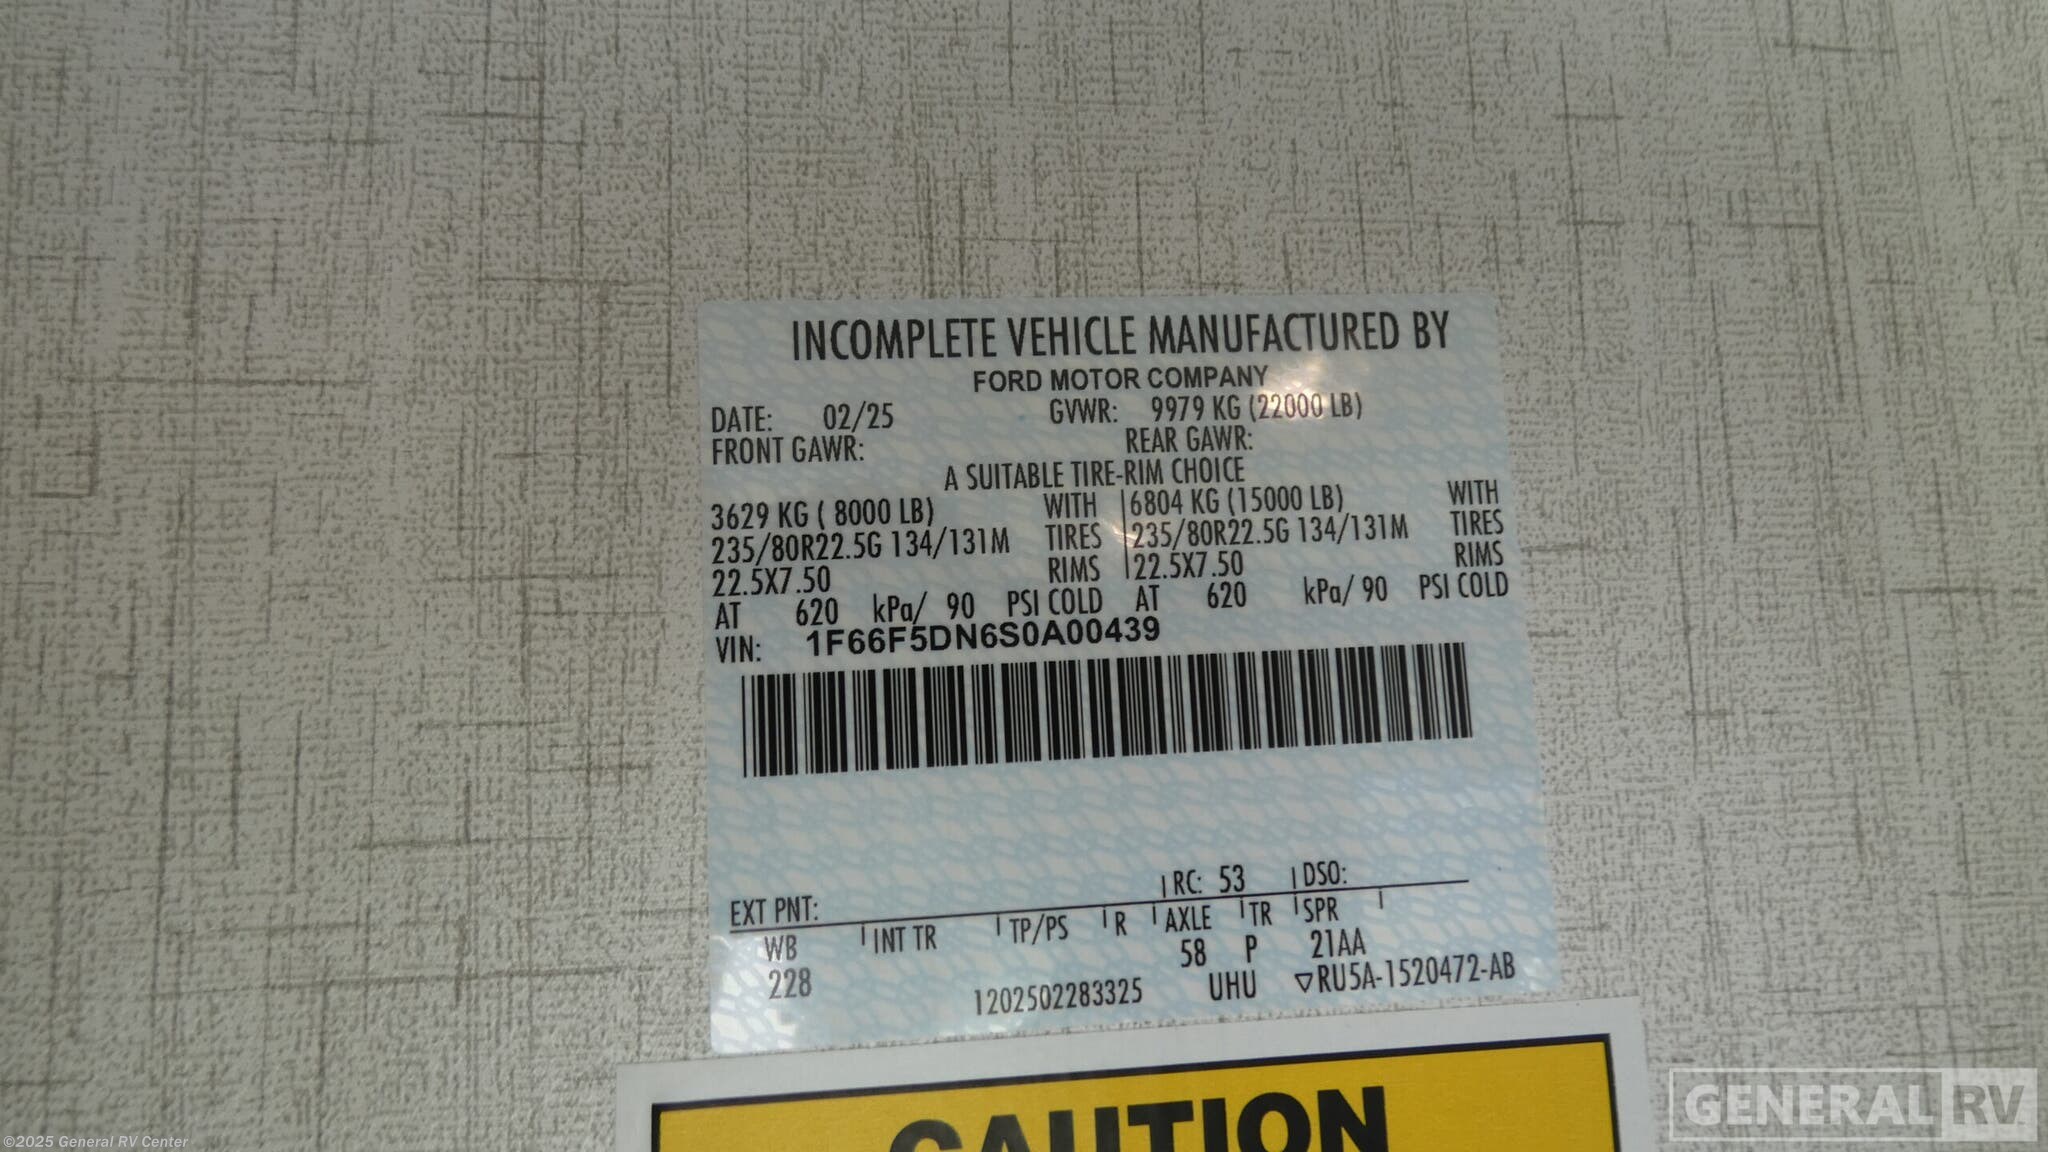 INCOMPLETE VEHICLE MANUFACTURED BY
FORD MOTOR COMPANY
DATE: 02/25 GVWR: 9979 KG (22000 LB)
FRONT GAWR: REAR GAWR:
A SUITABLE TIRE-RIM CHOICE
3629 KG ( 8000 LB) WITH 6804 KG (15000 LB) WITH
235/80R22.5G 134/131M TIRES 235/80R22.5G 134/131M TIRES
22.5X7.50 RIMS 22.5X7.50 RIMS
AT 620 kPa/ 90 PSI COLD AT 620 kPa/ 90 PSI COLD
VIN: 1F66F5DN6S0A00439
EXT PNT: RC: 53 DSO:
WB INT TR TP/PS R AXLE TR SPR
228 58 P 21AA
1202502283325 UHU ▽RU5A-1520472-AB
CAUTION
GENERAL RV
©2025 General RV Center